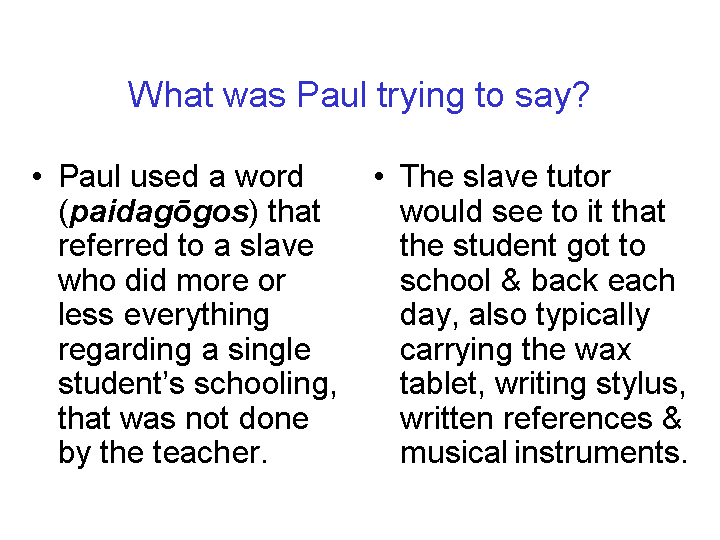 What was Paul trying to say?
• Paul used a word
(paidagōgos) that
referred to a slave
who did more or
less everything
regarding a single
student’s schooling,
that was not done
by the teacher.
• The slave tutor
would see to it that
the student got to
school & back each
day, also typically
carrying the wax
tablet, writing stylus,
written references &
musical instruments.